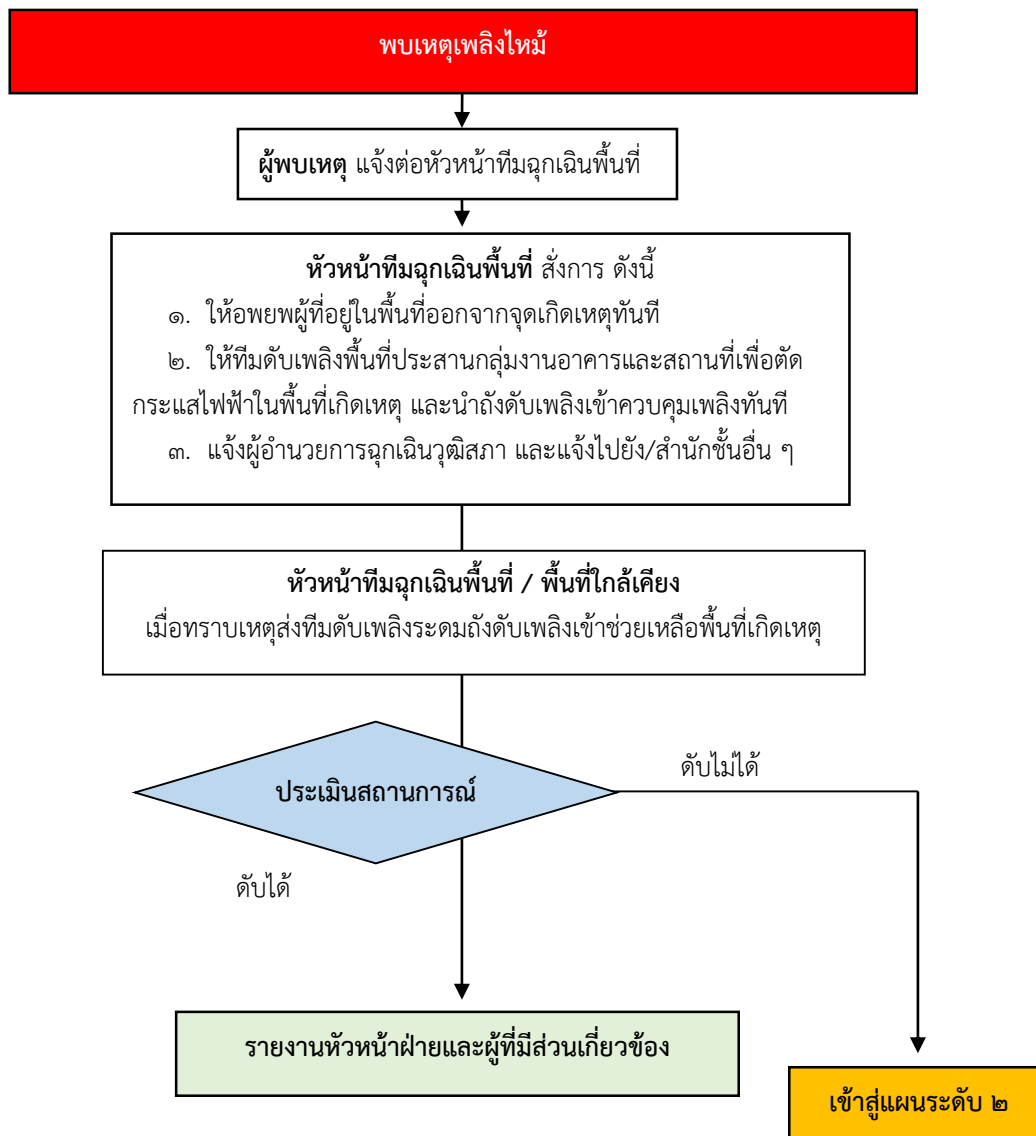 พบเหตุเพลิงไหม้
ผู้พบเหตุ แจ้งต่อหัวหน้าทีมฉุกเฉินพื้นที่
หัวหน้าทีมฉุกเฉินพื้นที่ สั่งการ ดังนี้
๑. ให้อพยพผู้ที่อยู่ในพื้นที่ออกจากจุดเกิดเหตุทันที
๒. ให้ทีมดับเพลิงพื้นที่ประสานกลุ่มงานอาคารและสถานที่เพื่อตัด
กระแสไฟฟ้าในพื้นที่เกิดเหตุ และนำถังดับเพลิงเข้าควบคุมเพลิงทันที
๓. แจ้งผู้อำนวยการฉุกเฉินวุฒิสภา และแจ้งไปยัง/สำนักชั้นอื่น ๆ
หัวหน้าทีมฉุกเฉินพื้นที่ / พื้นที่ใกล้เคียง
เมื่อทราบเหตุส่งทีมดับเพลิงระดมถังดับเพลิงเข้าช่วยเหลือพื้นที่เกิดเหตุ
ดับไม่ได้
ประเมินสถานการณ์
ดับได้
รายงานหัวหน้าฝ่ายและผู้ที่มีส่วนเกี่ยวข้อง
เข้าสู่แผนระดับ ๒